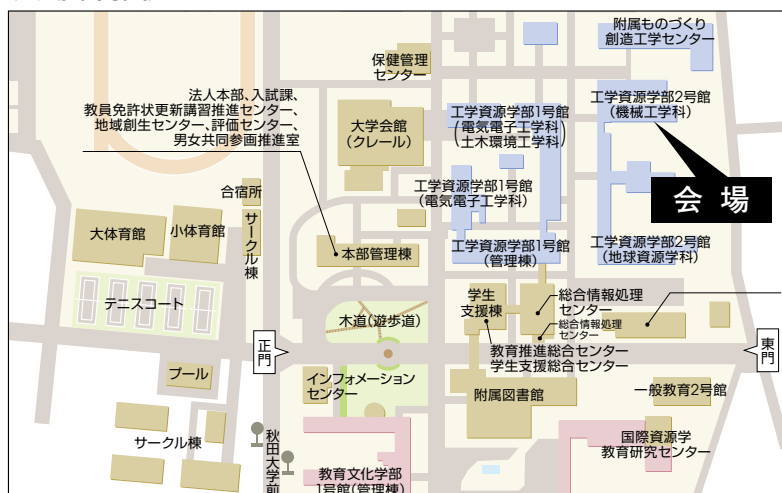 附属ものづくり
創造工学センター
保健管理
センター
法人本部、入試課、
教員免許状更新講習推進センター、
地域創生センター、評価センター、
男女共同参画推進室
大学会館
(クレール)
工学資源学部1号館
(電気電子工学科)
土木環境工学科
工学資源学部2号館
(機械工学科)
会場
工学資源学部1号館
(電気電子工学科)
合宿所
サークル棟
大体育館
小体育館
本部管理棟
工学資源学部1号館
(管理棟)
工学資源学部2号館
(地球資源学科)
テニスコート
学生
支援棟
総合情報処理
センター
総合情報処理
センター
木道(遊歩道)
正門
東門
教育推進総合センター
学生支援総合センター
プール
インフォメーション
センター
附属図書館
一般教育2号館
サークル棟
秋田大学前
国際資源学
教育研究センター
教育文化学部
1号館(管理棟)